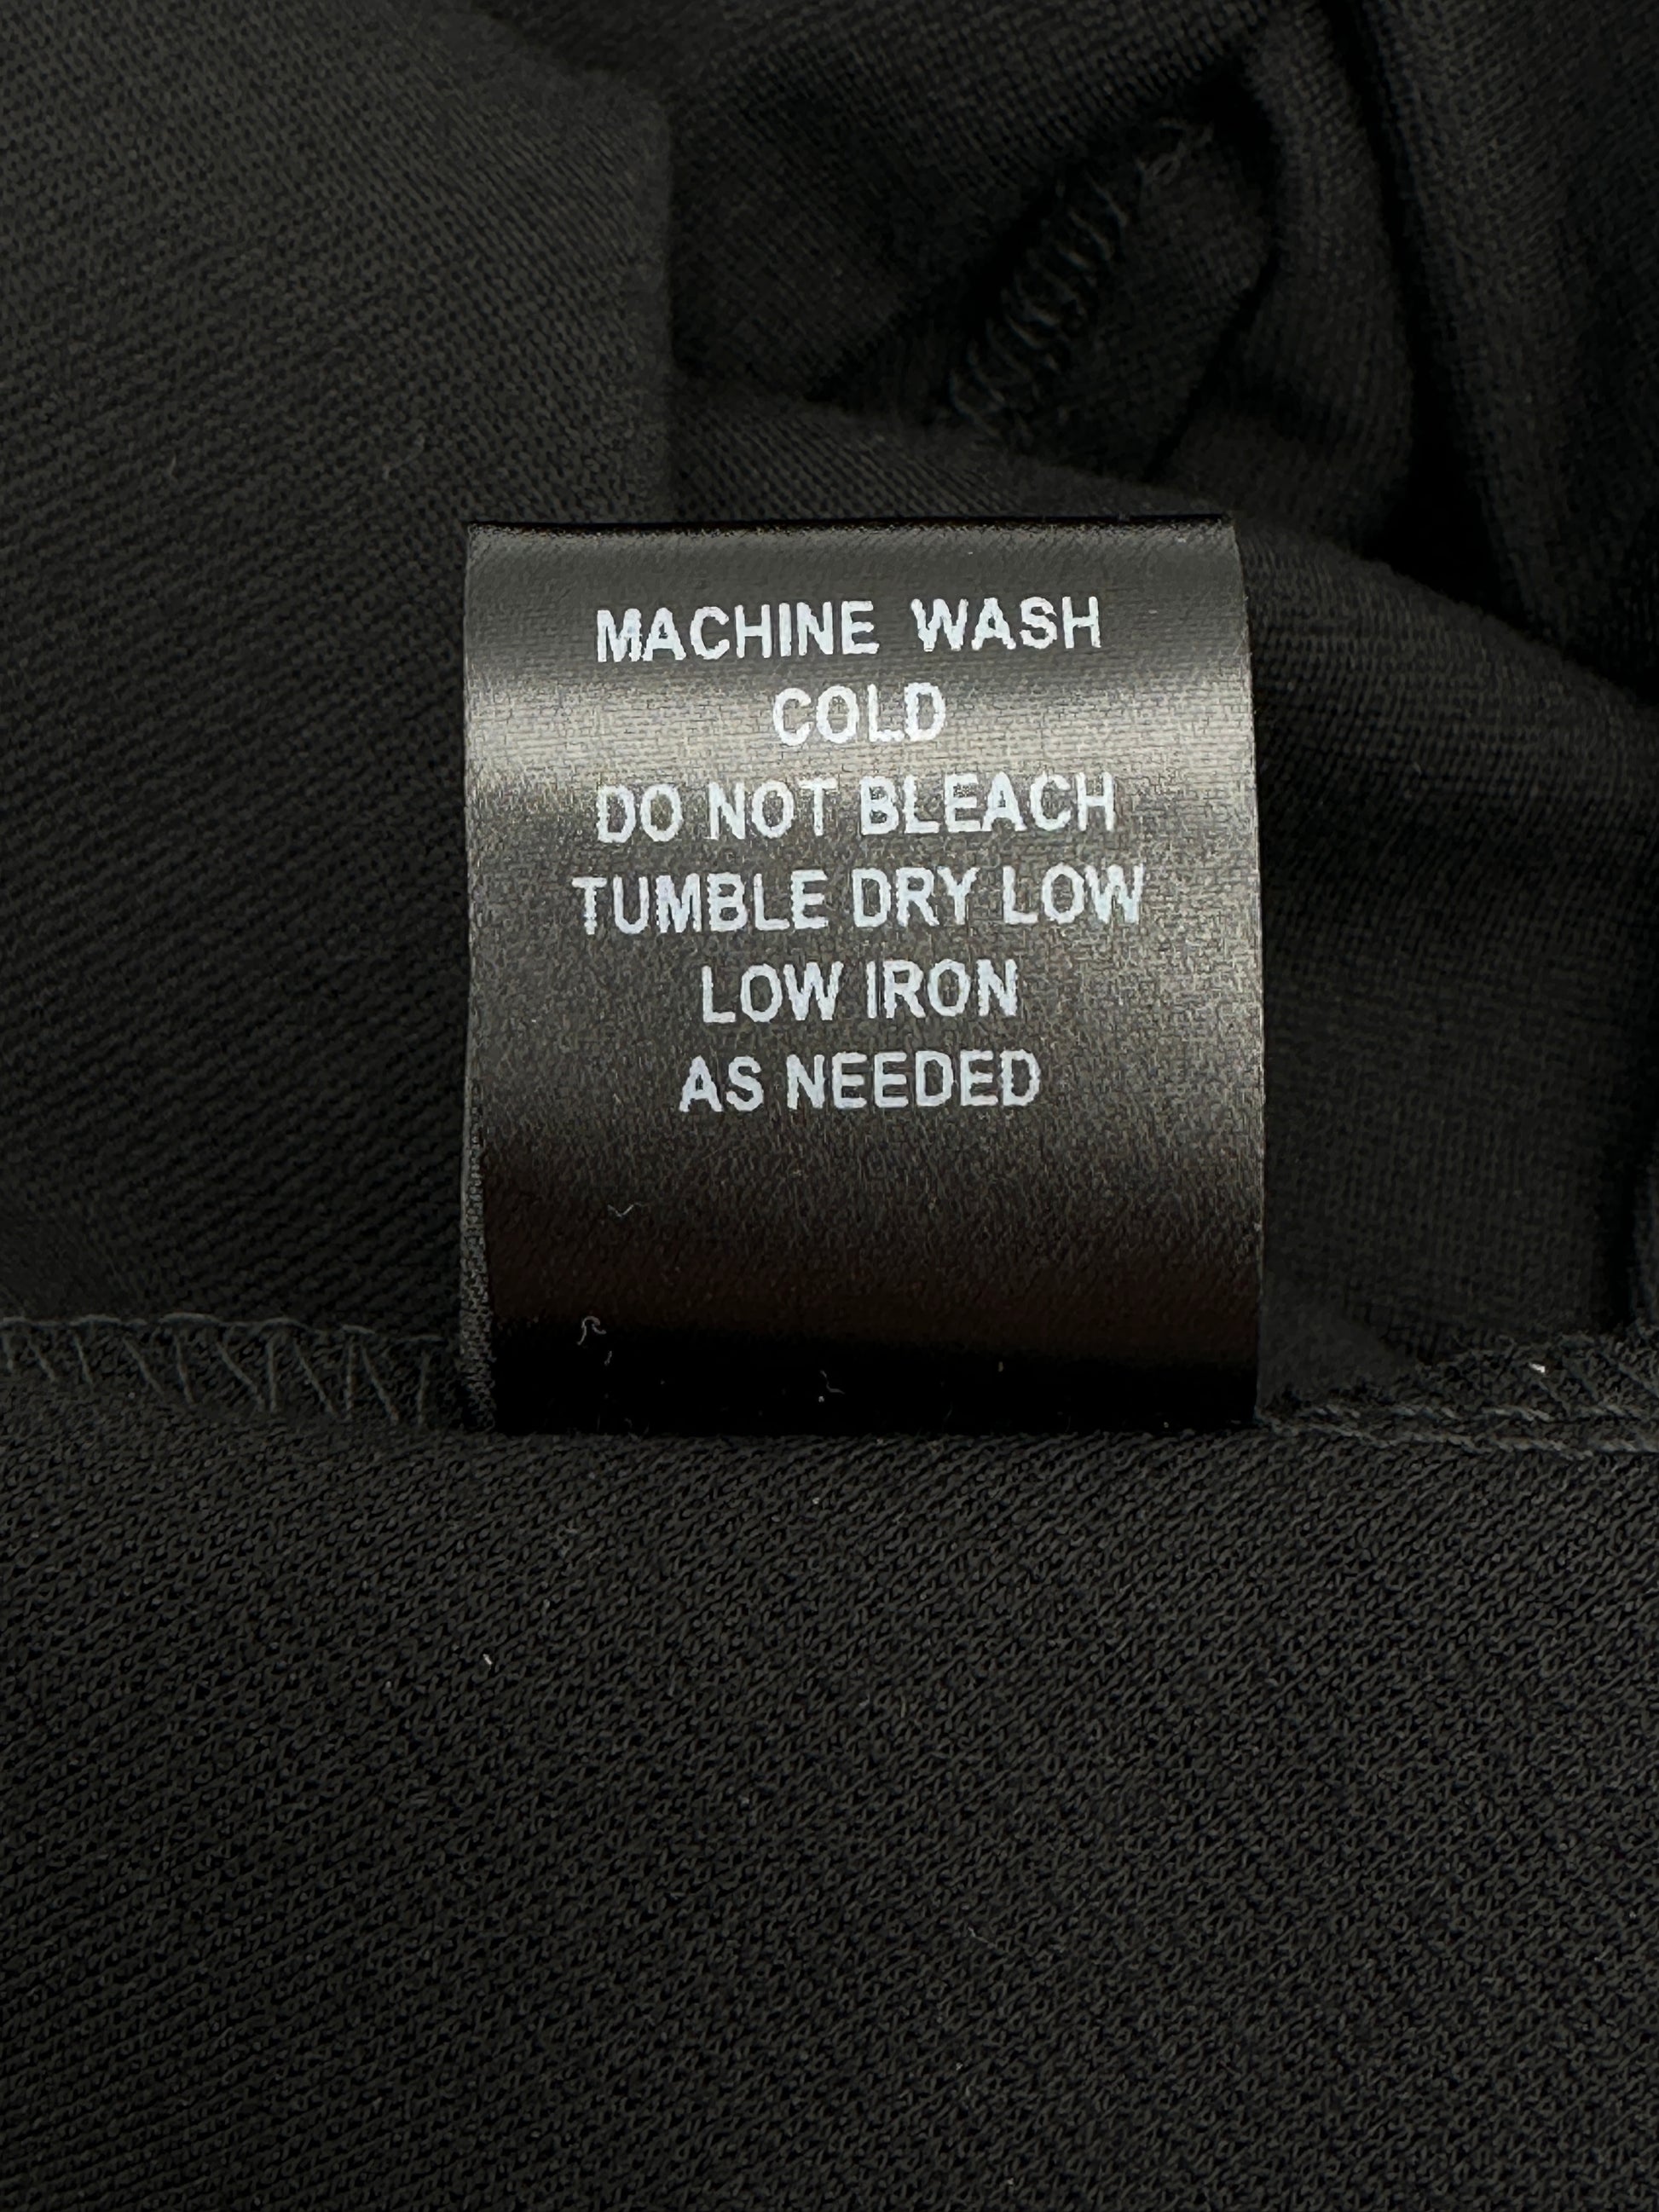 MACHINE WASH
COLD
DO NOT BLEACH
TUMBLE DRY LOW
LOW IRON
AS NEEDED